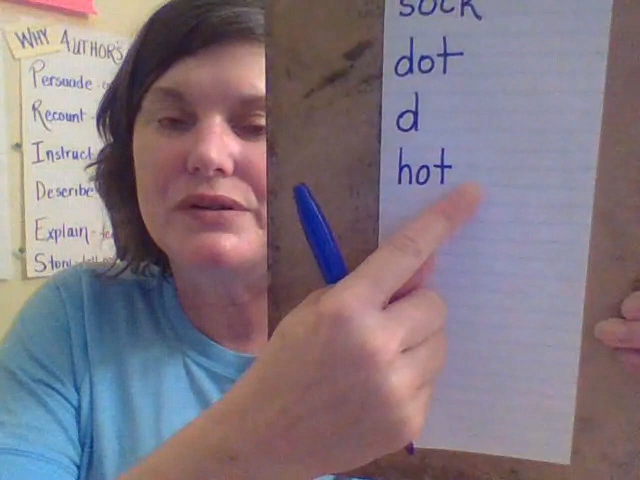 WHY AUTHOR'S
Persuade
Recount
Instruct
Describe
Explain
Story
sock
dot
d
hot